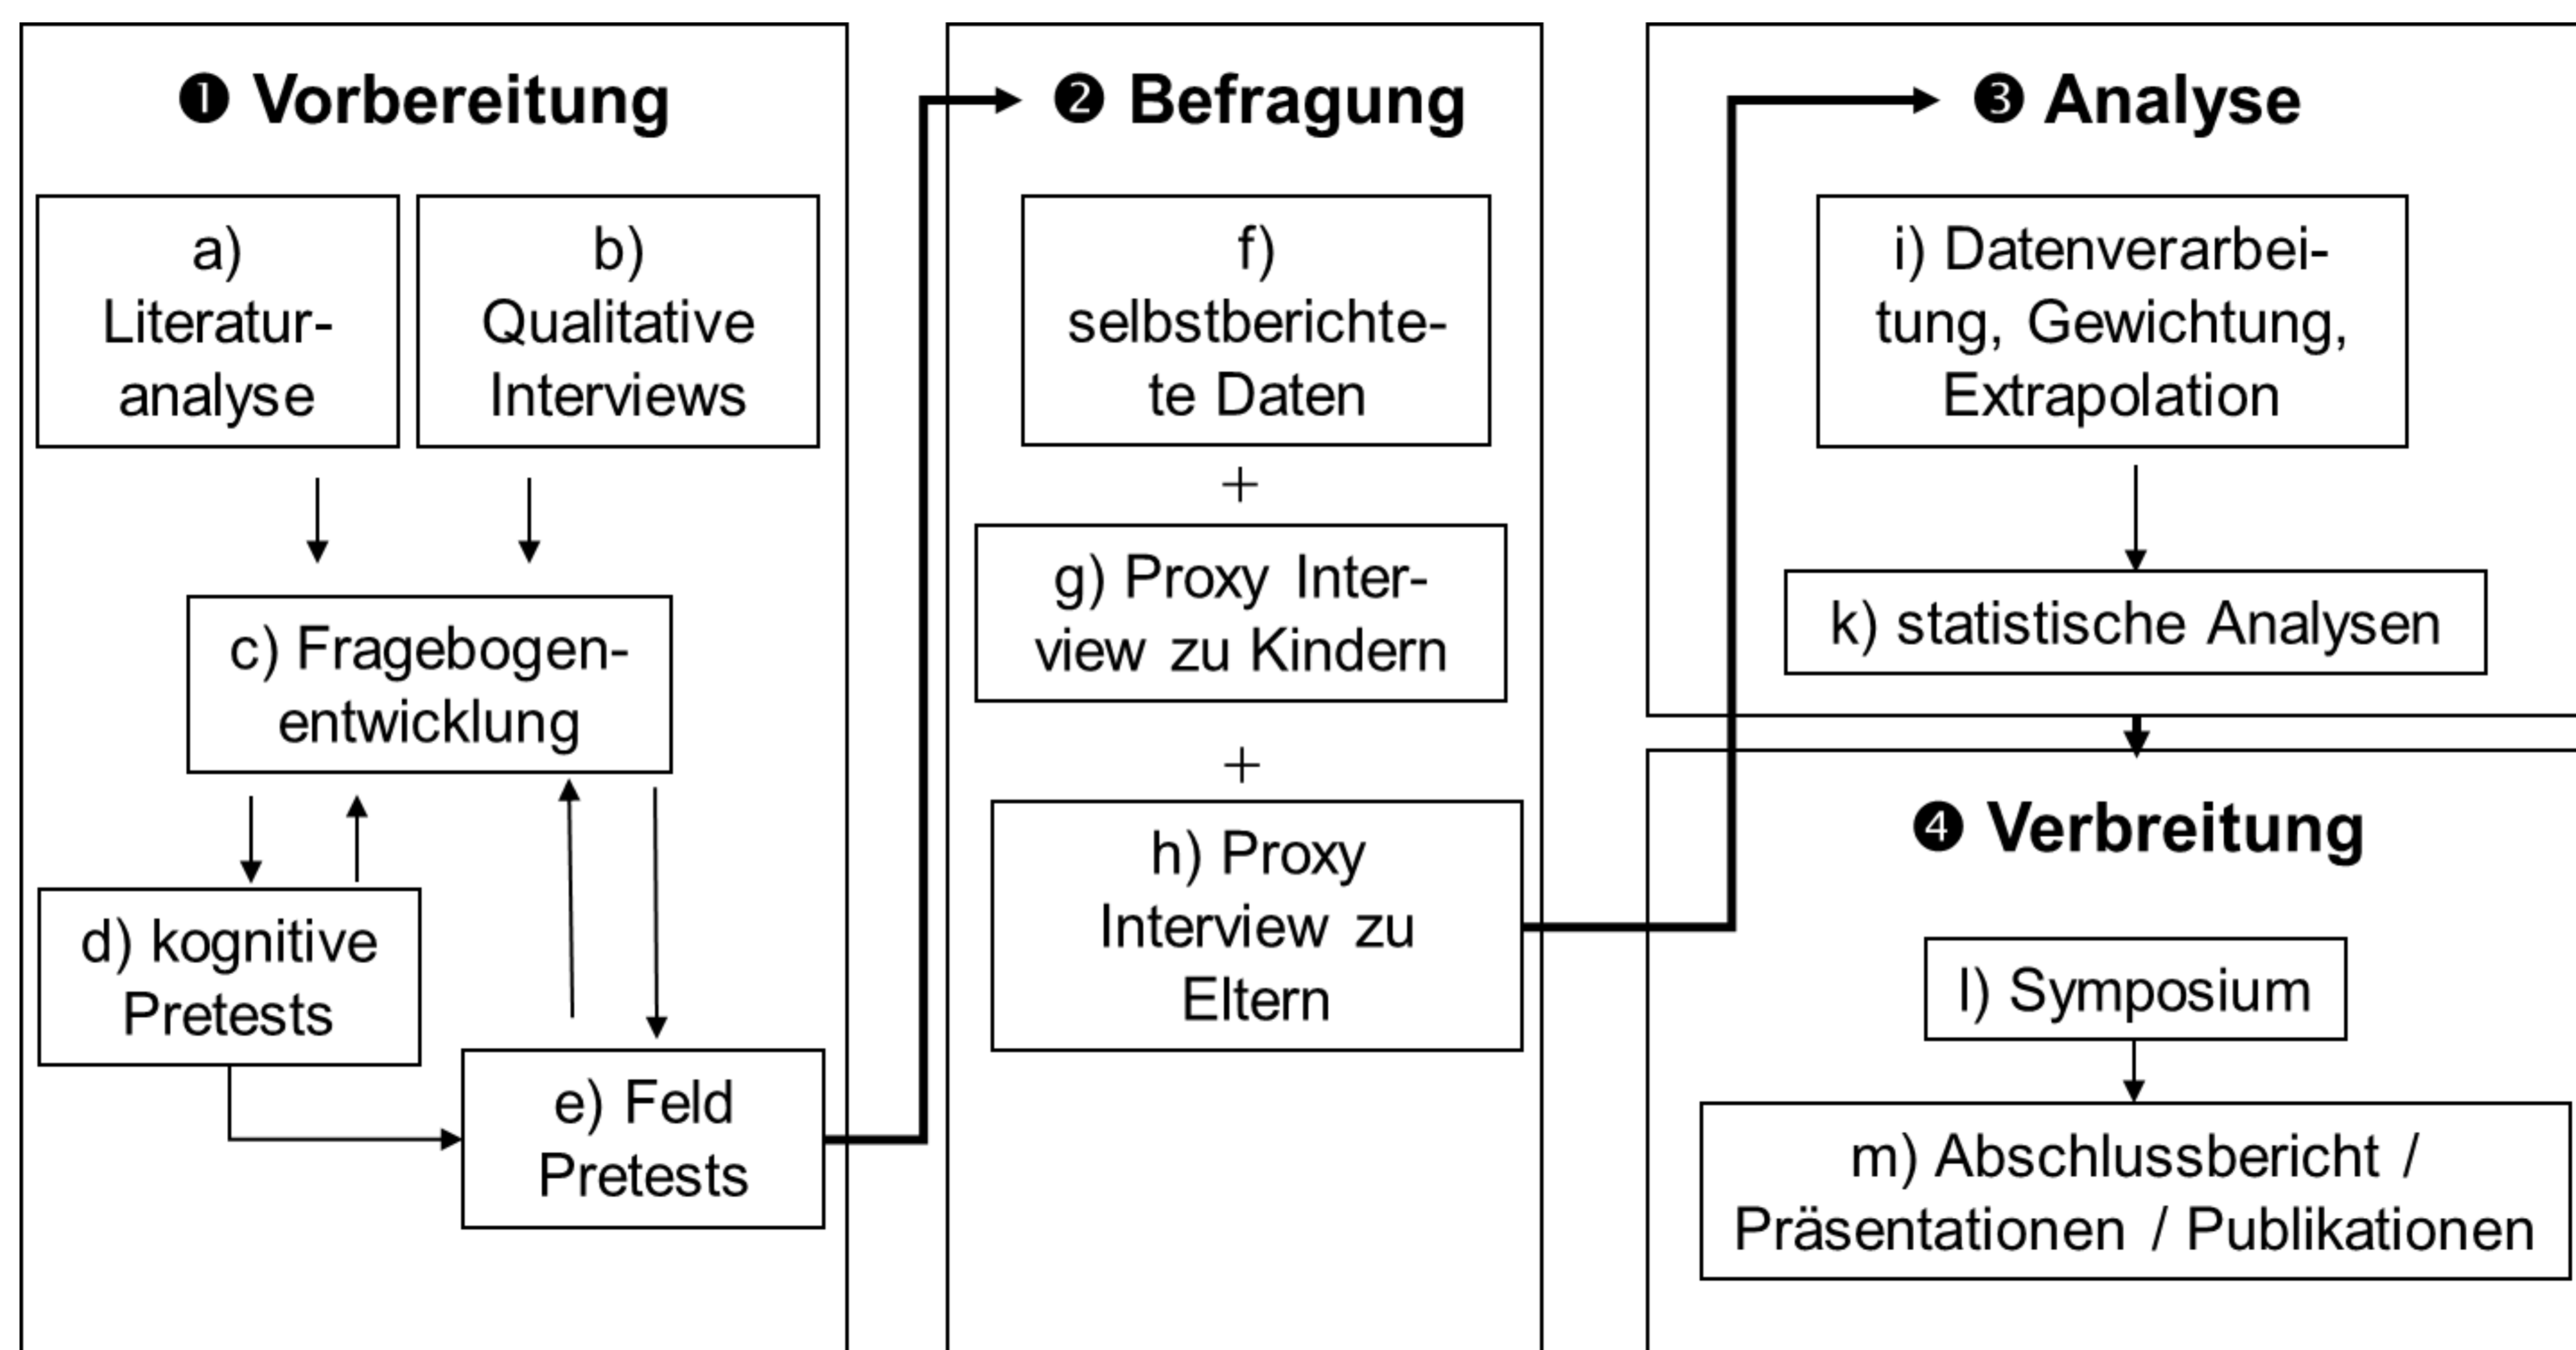 ❶ Vorbereitung
a)
Literatur-
analyse
b)
Qualitative
Interviews
c) Fragebogen-
entwicklung
d) kognitive
Pretests
e) Feld
Pretests
❷ Befragung
f)
selbstberichte-
te Daten
+
g) Proxy Inter-
view zu Kindern
+
h) Proxy
Interview zu
Eltern
❸ Analyse
i) Datenverarbei-
tung, Gewichtung,
Extrapolation
k) statistische Analysen
❹ Verbreitung
l) Symposium
m) Abschlussbericht /
Präsentationen / Publikationen